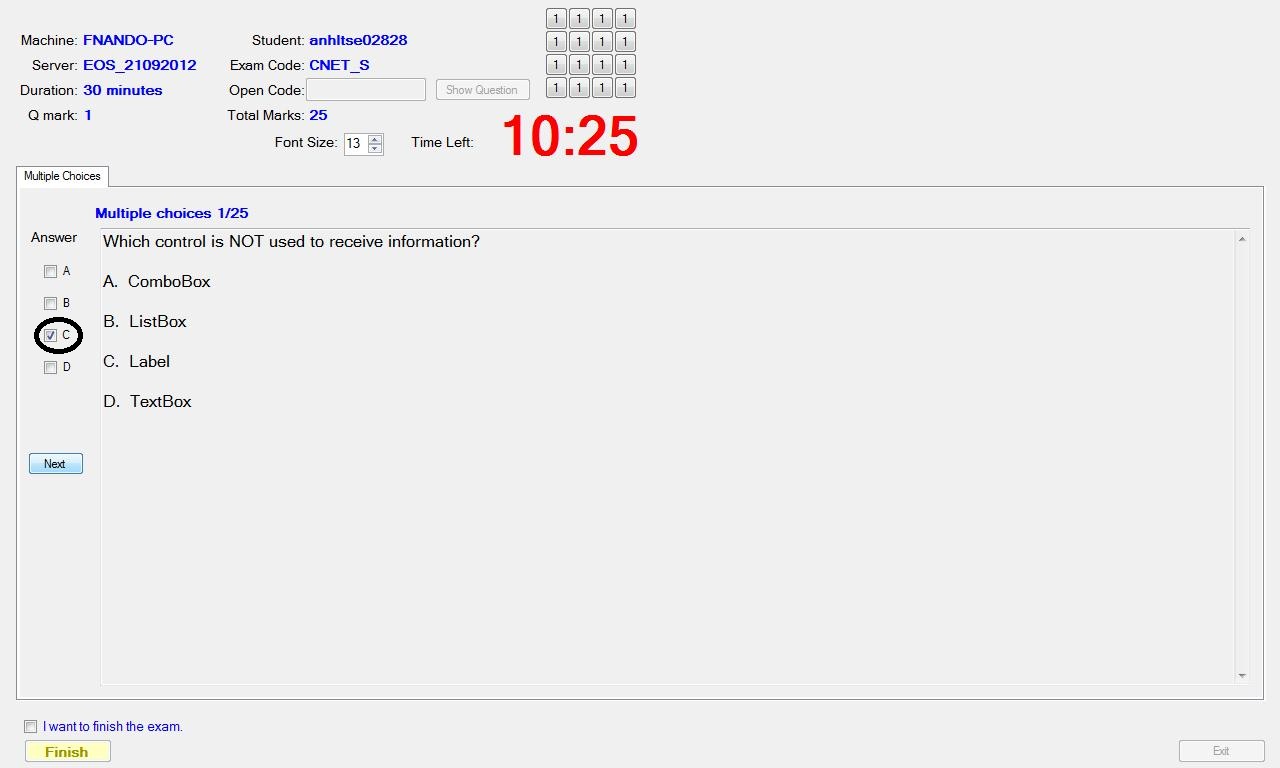 1 1 1 1
Machine: FNANDO-PC Student: anhltse02828 1 1 1 1
Server: EOS_21092012 Exam Code: CNET_S 1 1 1 1
Duration: 30 minutes Open Code: Show Question 1 1 1 1
Q mark: 1 Total Marks: 25
Font Size: 13 Time Left: 10:25
Multiple Choices
Multiple choices 1/25
Answer
Which control is NOT used to receive information?
A
A. ComboBox
B
B. ListBox
C
C. Label
D
D. TextBox
Next
I want to finish the exam.
Finish
Exit